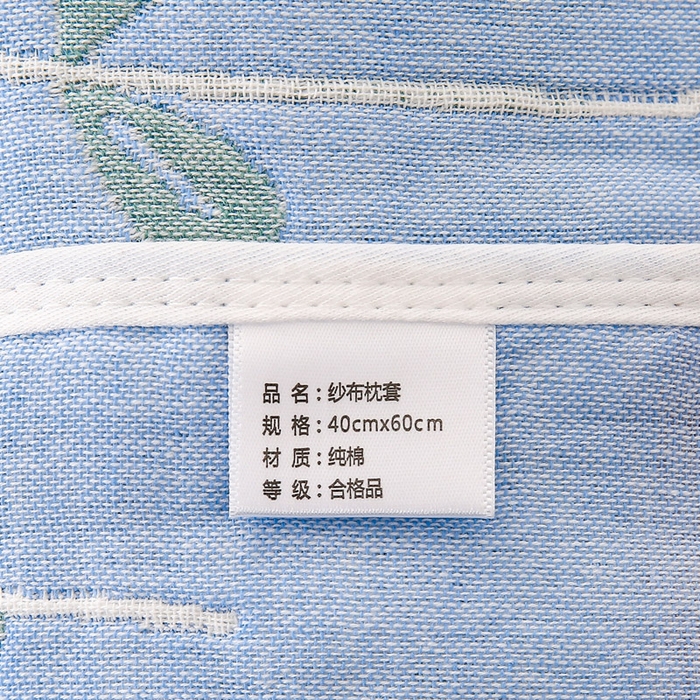 品 名：纱布枕套
规 格：40cmx60cm
材 质：纯棉
等 级：合格品